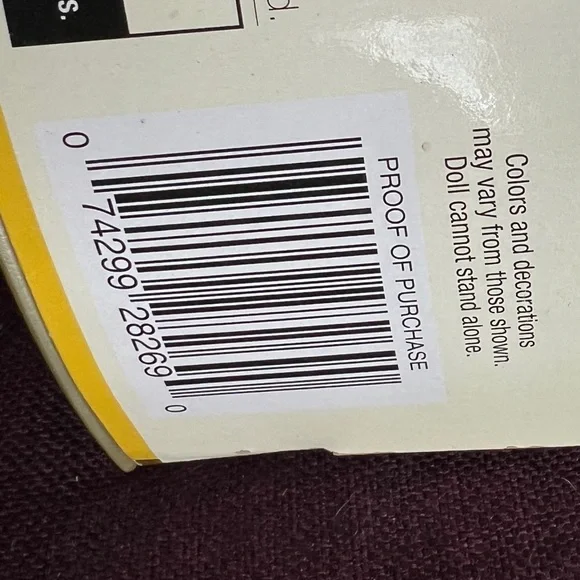 s.
d.
Colors and decorations
may vary from those shown.
Doll cannot stand alone.
PROOF OF PURCHASE
0 74299 28269 0